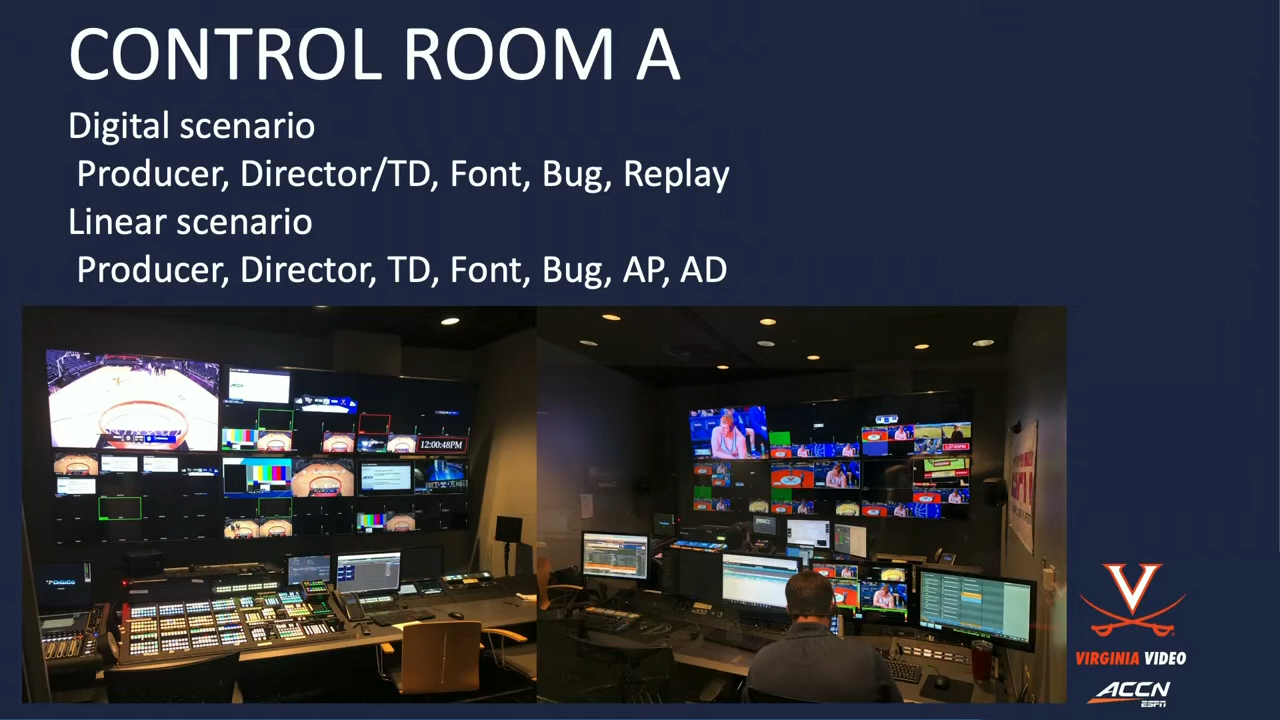 CONTROL ROOM A
Digital scenario
Producer, Director/TD, Font, Bug, Replay
Linear scenario
Producer, Director, TD, Font, Bug, AP, AD
12:00:48PM
V
VIRGINIA VIDEO
ACCN
ESPN